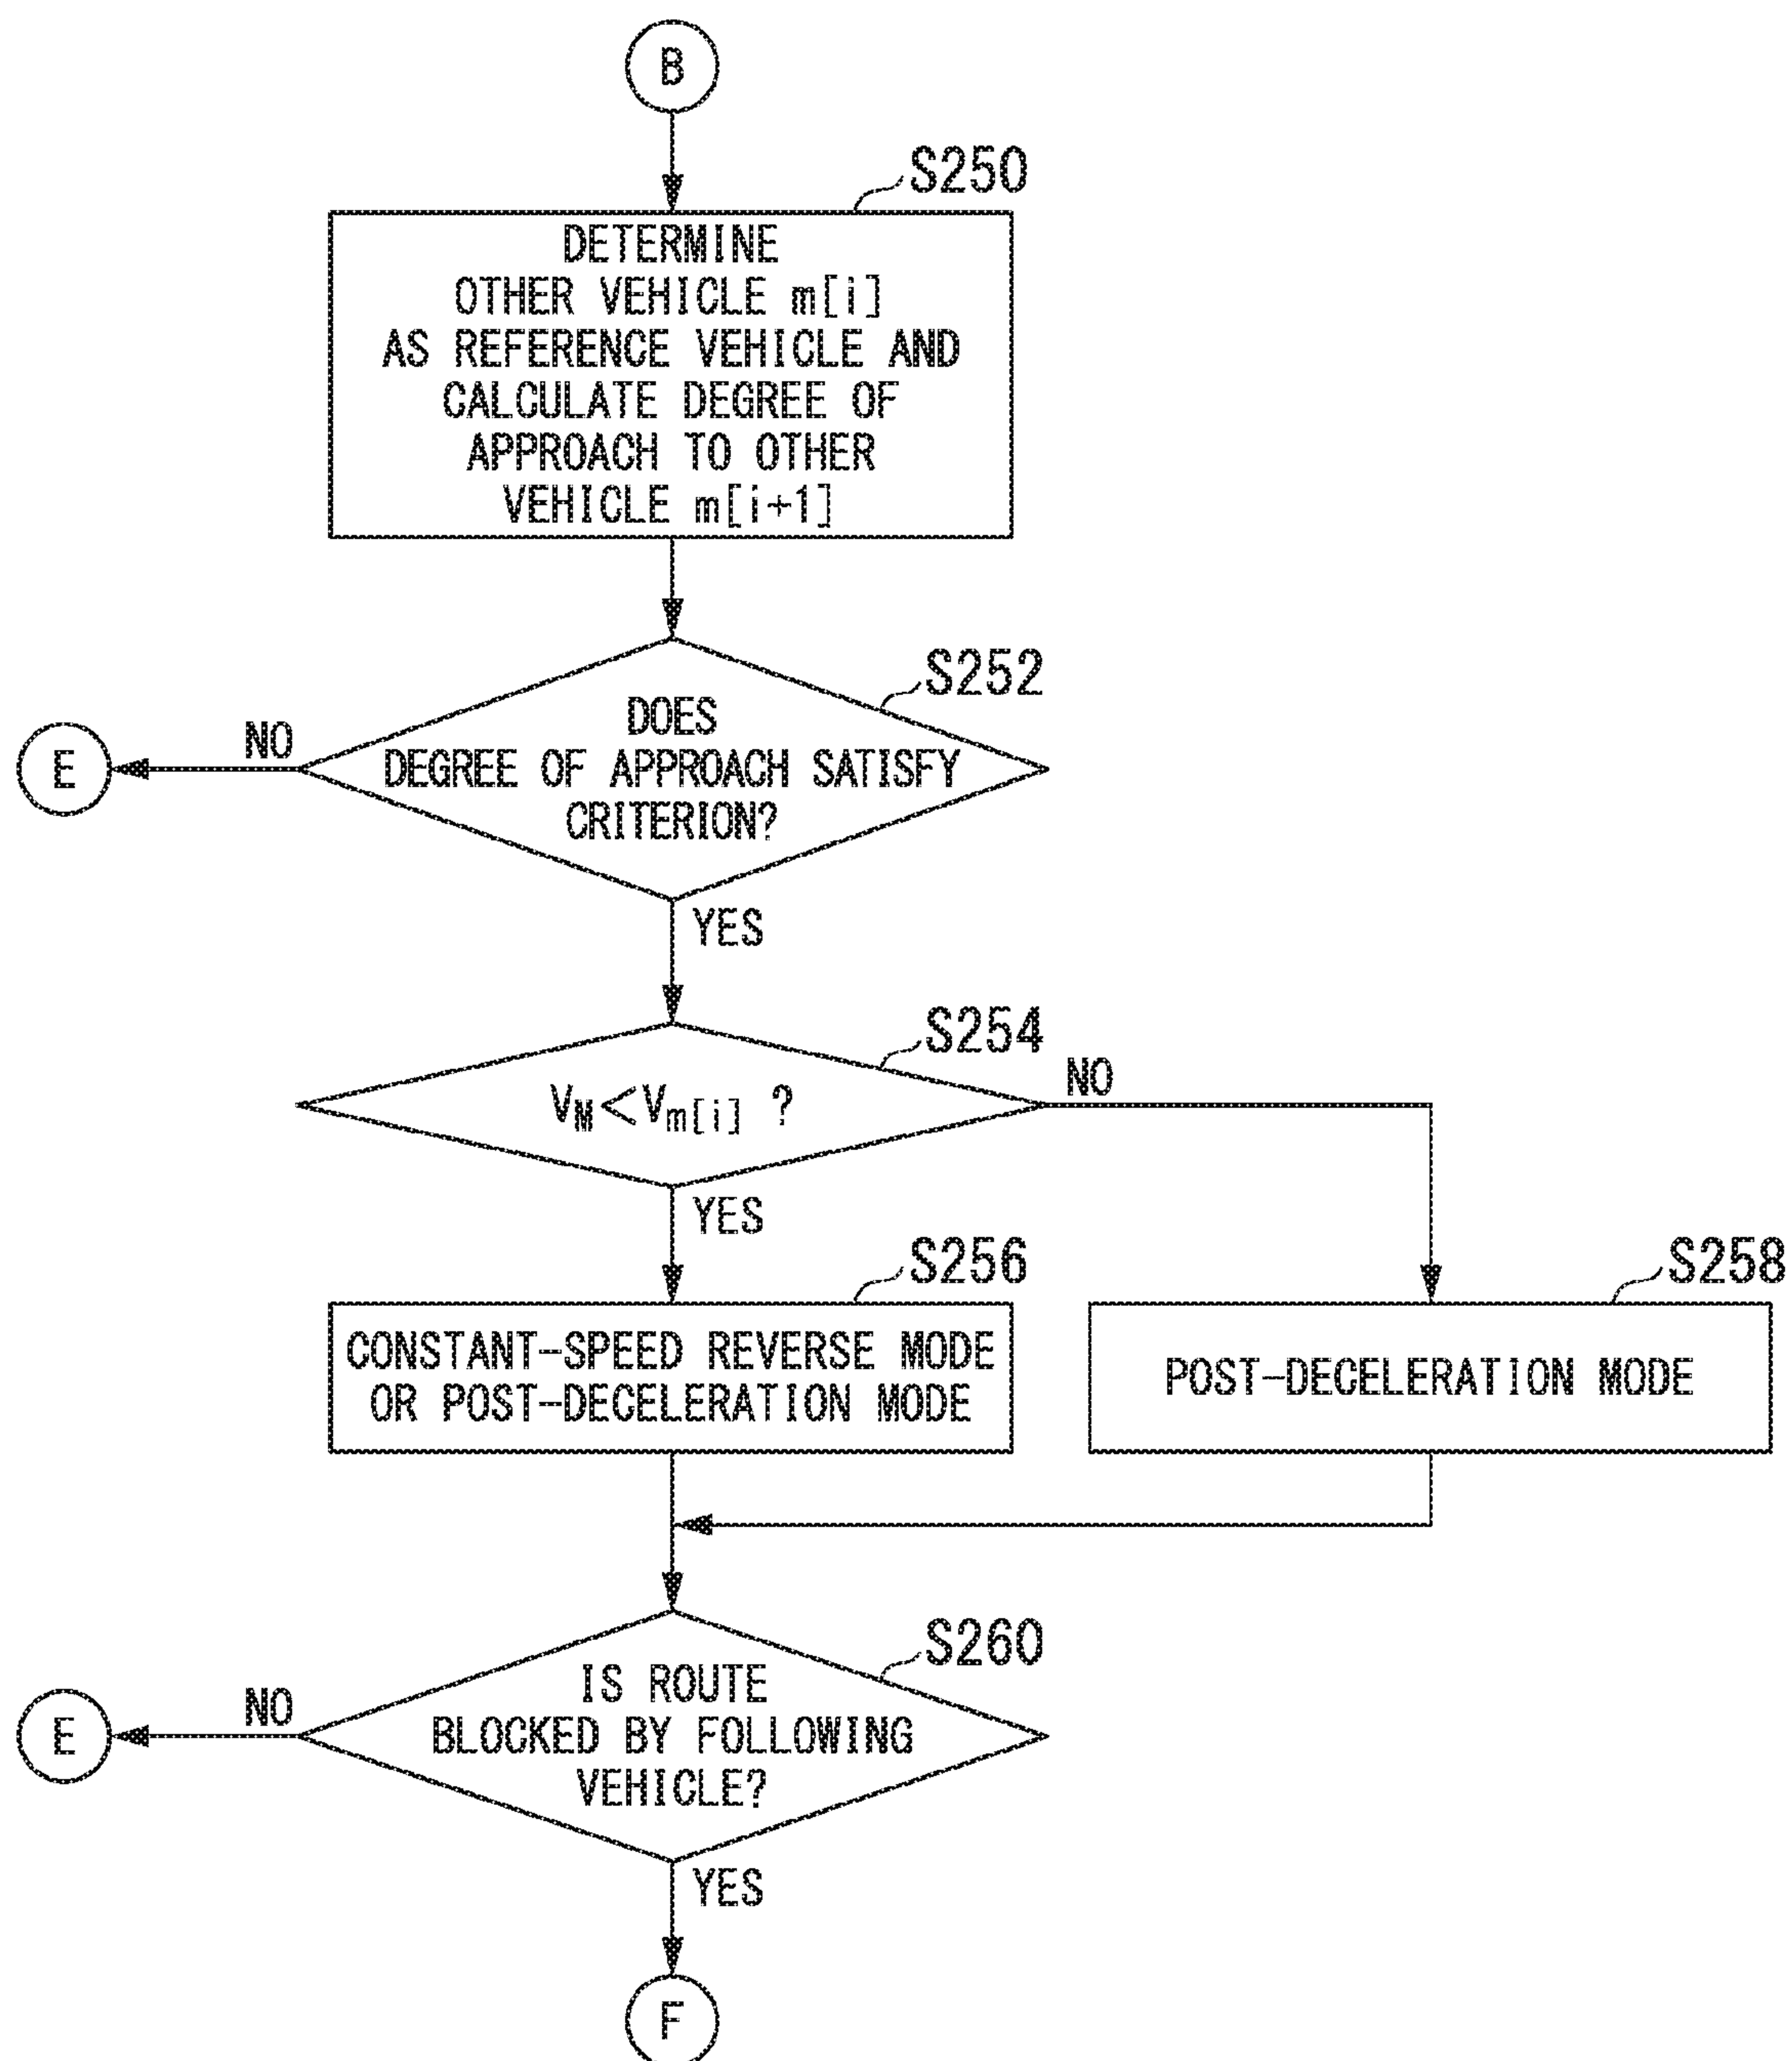 B
S250
DETERMINE
OTHER VEHICLE m[i]
AS REFERENCE VEHICLE AND
CALCULATE DEGREE OF
APPROACH TO OTHER
VEHICLE m[i+1]
S252
DOES
DEGREE OF APPROACH SATISFY
CRITERION?
NO
E
YES
S254
VM<Vm[i] ?
NO
YES
S256
CONSTANT-SPEED REVERSE MODE
OR POST-DECELERATION MODE
S258
POST-DECELERATION MODE
S260
IS ROUTE
BLOCKED BY FOLLOWING
VEHICLE?
NO
E
YES
F